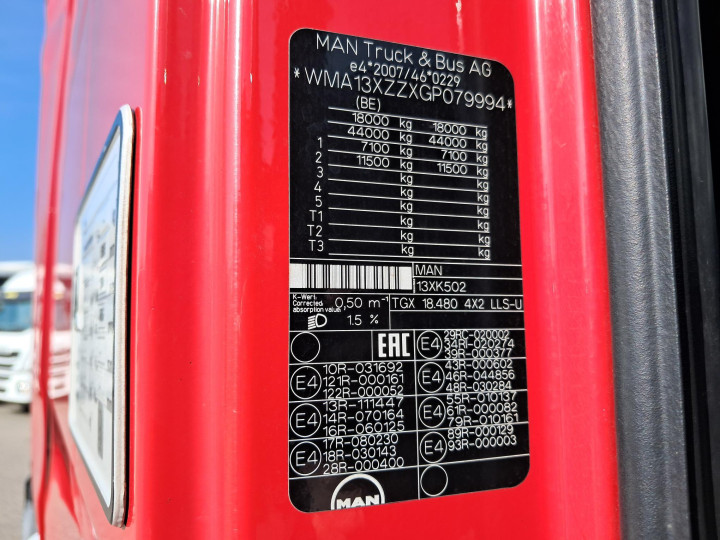 MAN Truck & Bus AG
e4*2007/46*0229
*WMA13XZZXGP079994*
(BE)
18000 kg 18000 kg
44000 kg 44000 kg
1 7100 kg 7100 kg
2 11500 kg 11500 kg
3 kg kg
4 kg kg
5 kg kg
T1 kg kg
T2 kg kg
T3 kg kg
MAN
13XK502
K-Wert
Corrected
absorption value
0,50 m⁻¹
TGX 18.480 4X2 LLS-U
1.5 %
EAC
E4
29RC-020002
34RI-020274
39R-000377
E4
10R-031692
121R-000161
122R-000052
E4
43R-000602
46R-044856
48R-030284
E4
13R-111447
14R-070164
16R-060125
E4
55R-010137
61R-000082
79R-010161
E4
17R-080230
18R-030143
28R-000400
E4
89R-000129
93R-000003
MAN